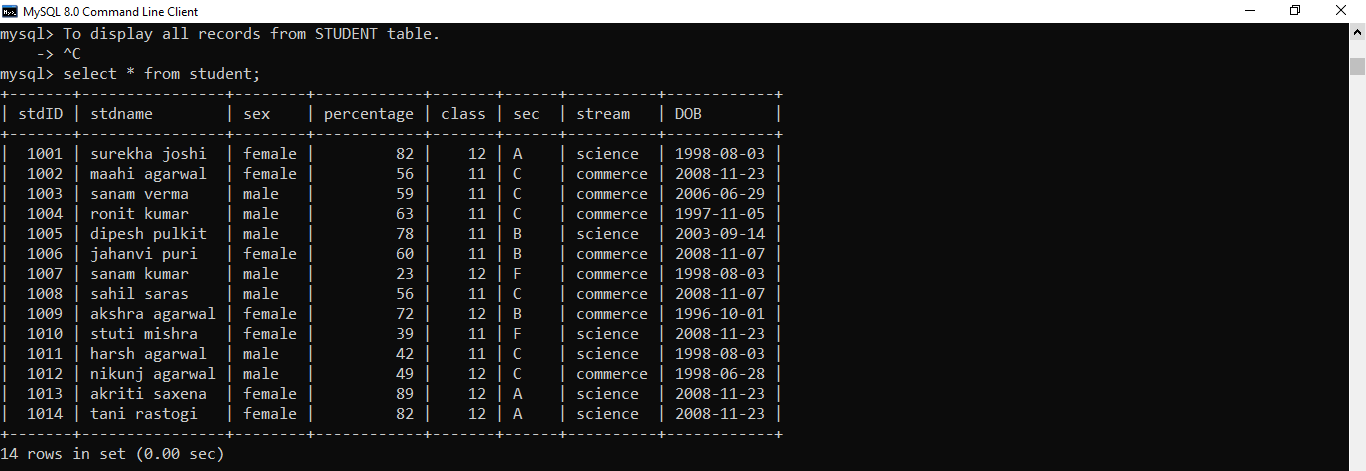 MySQL 8.0 Command Line Client
mysql> To display all records from STUDENT table.
    -> ^C
mysql> select * from student;
+-------+----------------+--------+------------+-------+------+----------+------------+
| stdID | stdname        | sex    | percentage | class | sec  | stream   | DOB        |
+-------+----------------+--------+------------+-------+------+----------+------------+
|  1001 | surekha joshi  | female |         82 |    12 | A    | science  | 1998-08-03 |
|  1002 | maahi agarwal  | female |         56 |    11 | C    | commerce | 2008-11-23 |
|  1003 | sanam verma    | male   |         59 |    11 | C    | commerce | 2006-06-29 |
|  1004 | ronit kumar    | male   |         63 |    11 | C    | commerce | 1997-11-05 |
|  1005 | dipesh pulkit  | male   |         78 |    11 | B    | science  | 2003-09-14 |
|  1006 | jahanvi puri   | female |         60 |    11 | B    | commerce | 2008-11-07 |
|  1007 | sanam kumar    | male   |         23 |    12 | F    | commerce | 1998-08-03 |
|  1008 | sahil saras    | male   |         56 |    11 | C    | commerce | 2008-11-07 |
|  1009 | akshra agarwal | female |         72 |    12 | B    | commerce | 1996-10-01 |
|  1010 | stuti mishra   | female |         39 |    11 | F    | science  | 2008-11-23 |
|  1011 | harsh agarwal  | male   |         42 |    11 | C    | science  | 1998-08-03 |
|  1012 | nikunj agarwal | male   |         49 |    12 | C    | commerce | 1998-06-28 |
|  1013 | akriti saxena  | female |         89 |    12 | A    | science  | 2008-11-23 |
|  1014 | tani rastogi   | female |         82 |    12 | A    | science  | 2008-11-23 |
+-------+----------------+--------+------------+-------+------+----------+------------+
14 rows in set (0.00 sec)